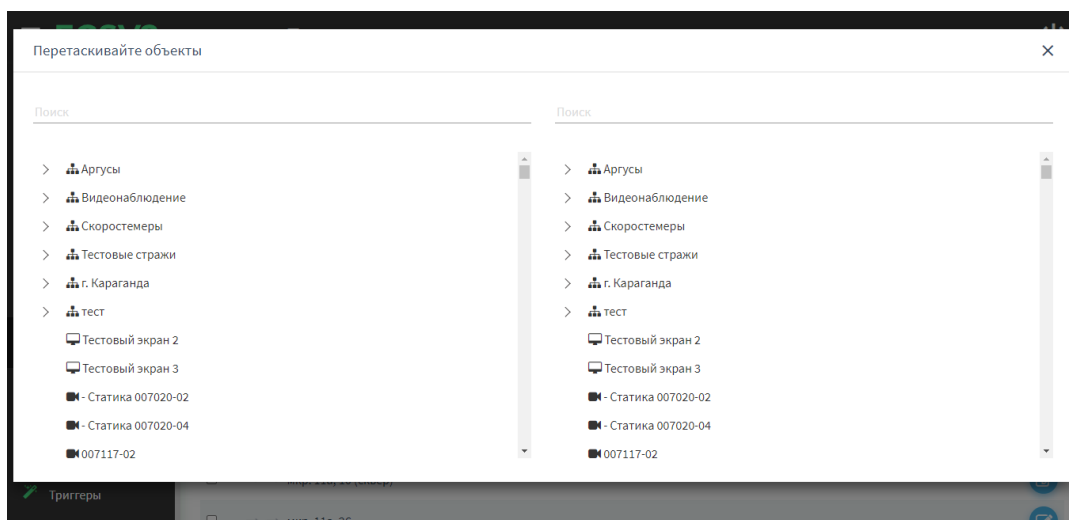 Перетаскивайте объекты
Поиск
Аргусы
Видеонаблюдение
Скоростемеры
Тестовые стражи
г. Караганда
тест
Тестовый экран 2
Тестовый экран 3
- Статика 007020-02
- Статика 007020-04
007117-02
Поиск
Аргусы
Видеонаблюдение
Скоростемеры
Тестовые стражи
г. Караганда
тест
Тестовый экран 2
Тестовый экран 3
- Статика 007020-02
- Статика 007020-04
007117-02
Триггеры